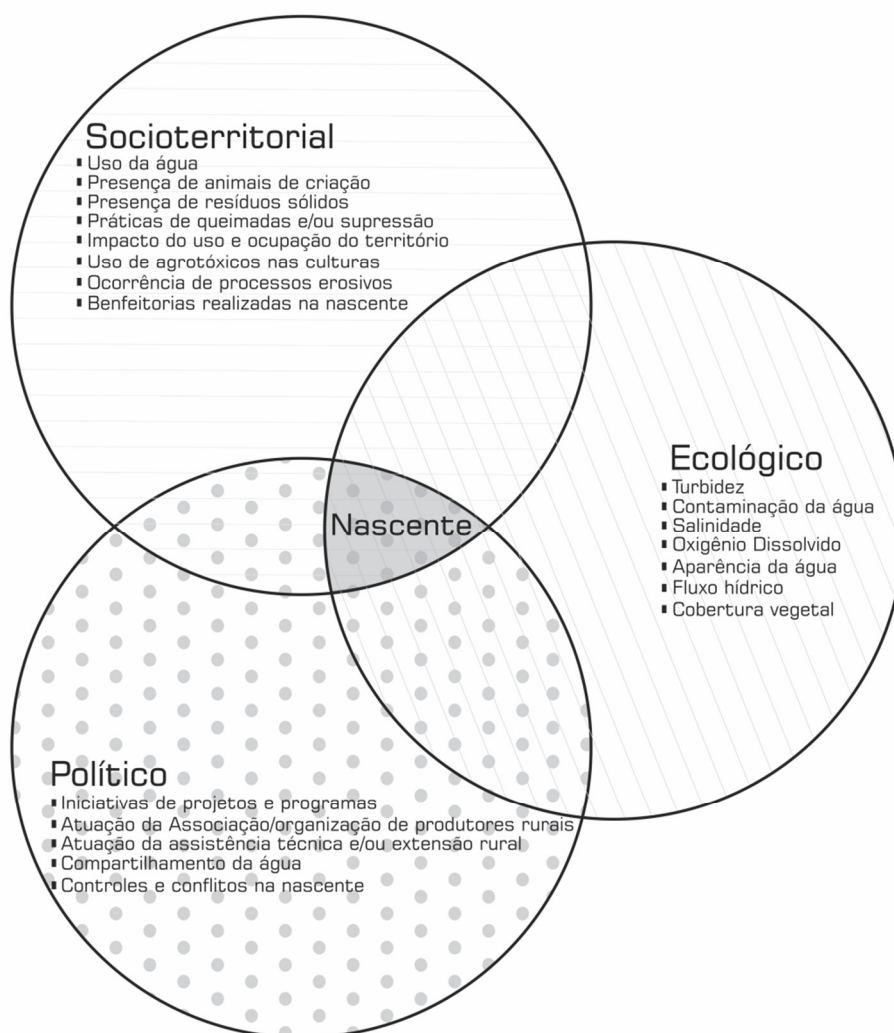 Socioterritorial
Uso da água
Presença de animais de criação
Presença de resíduos sólidos
Práticas de queimadas e/ou supressão
Impacto do uso e ocupação do território
Uso de agrotóxicos nas culturas
Ocorrência de processos erosivos
Benfeitorias realizadas na nascente
Ecológico
Turbidez
Contaminação da água
Salinidade
Oxigênio Dissolvido
Aparência da água
Fluxo hídrico
Cobertura vegetal
Nascente
Político
Iniciativas de projetos e programas
Atuação da Associação/organização de produtores rurais
Atuação da assistência técnica e/ou extensão rural
Compartilhamento da água
Controles e conflitos na nascente